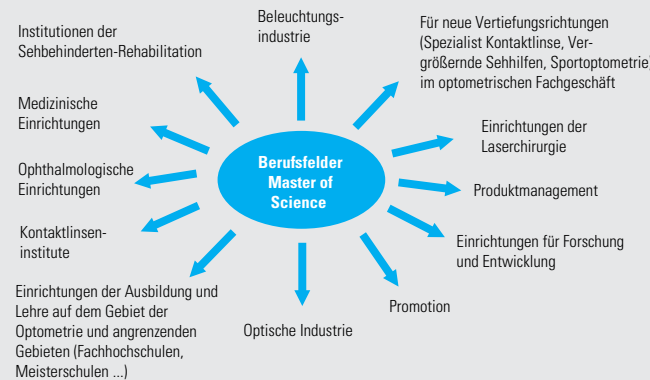 Beleuchtungs-
industrie
Für neue Vertiefungsrichtungen
(Spezialist Kontaktlinse, Ver-
größernde Sehhilfen, Sportoptometrie)
im optometrischen Fachgeschäft
Einrichtungen der
Laserchirurgie
Produktmanagement
Einrichtungen für Forschung
und Entwicklung
Promotion
Optische Industrie
Einrichtungen der Ausbildung und
Lehre auf dem Gebiet der
Optometrie und angrenzenden
Gebieten (Fachhochschulen,
Meisterschulen ...)
Kontaktlinsen-
institute
Ophthalmologische
Einrichtungen
Medizinische
Einrichtungen
Institutionen der
Sehbehinderten-Rehabilitation
Berufsfelder
Master of
Science